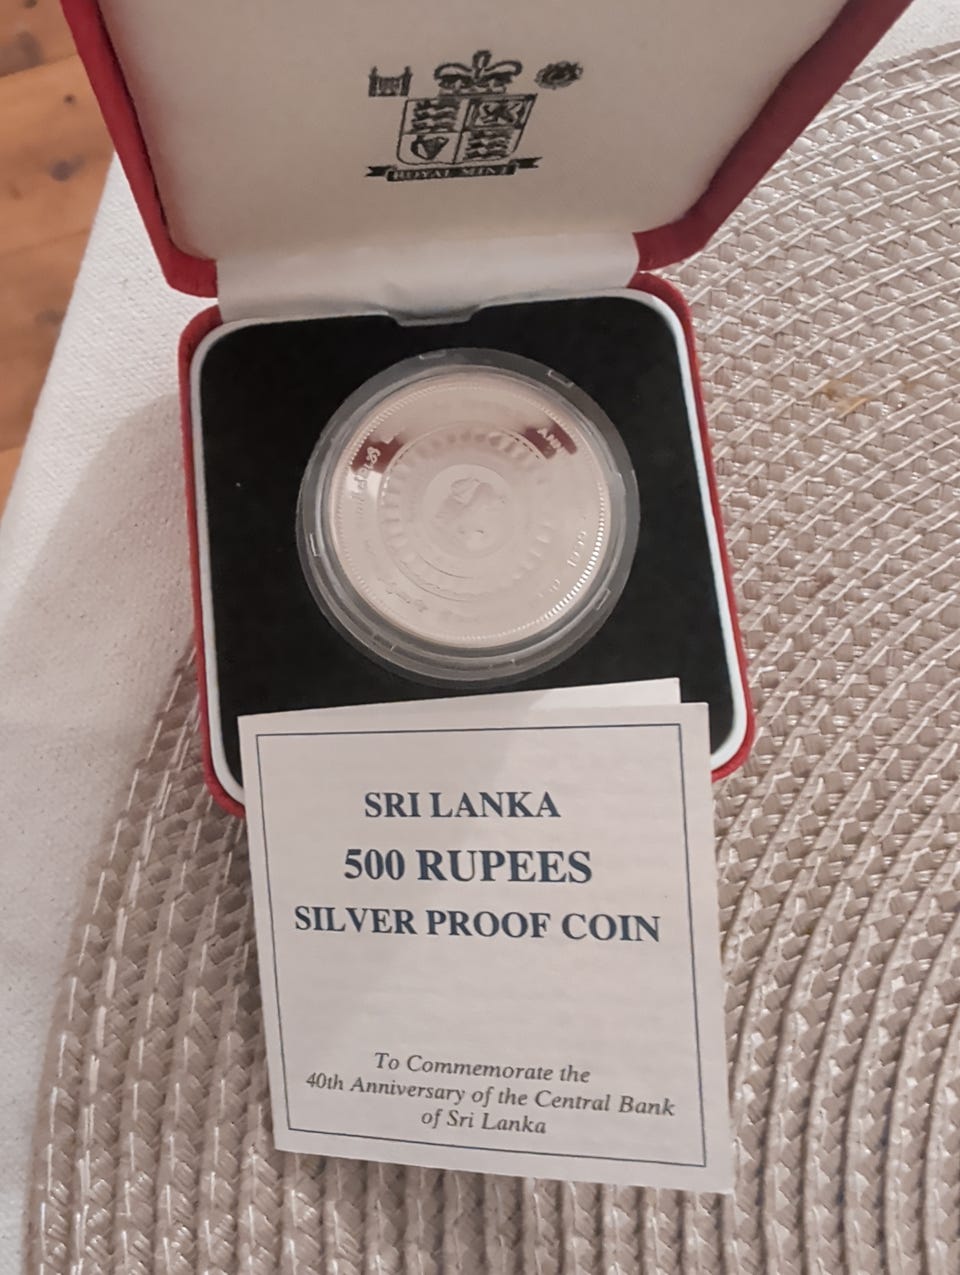 ROYAL MINT
SRI LANKA
500 RUPEES
SILVER PROOF COIN
To Commemorate the
40th Anniversary of the Central Bank
of Sri Lanka